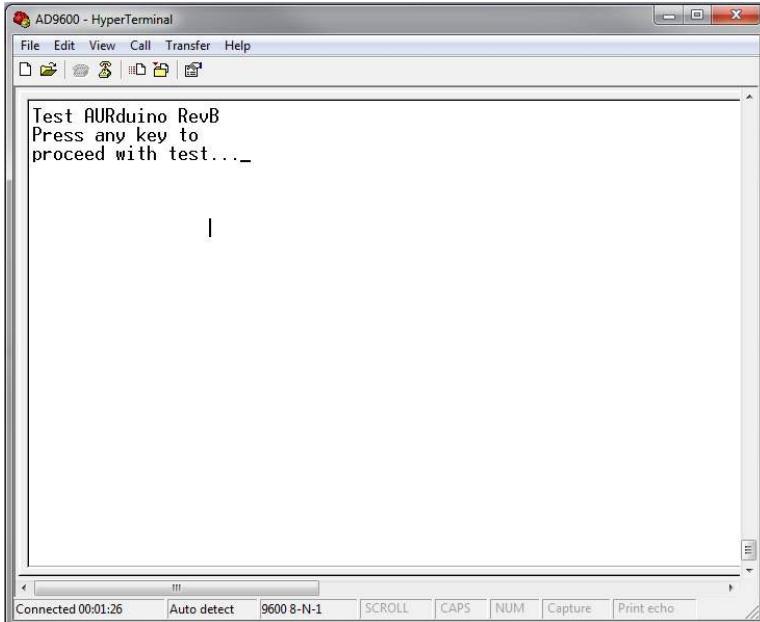 AD9600 - HyperTerminal
File Edit View Call Transfer Help
Test AURduino RevB
Press any key to
proceed with test..._
Connected 00:01:26 Auto detect 9600 8-N-1 SCROLL CAPS NUM Capture Print echo